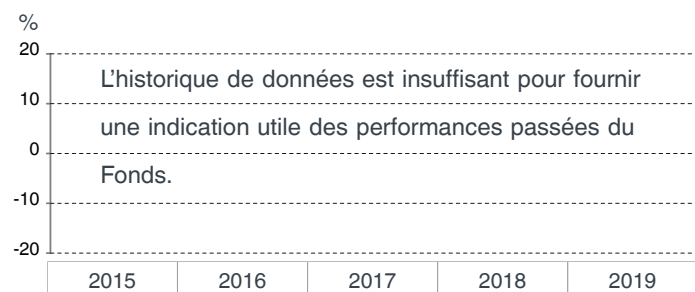 %
20
L'historique de données est insuffisant pour fournir
10
une indication utile des performances passées du
0
Fonds.
-10
-20
2015 2016 2017 2018 2019